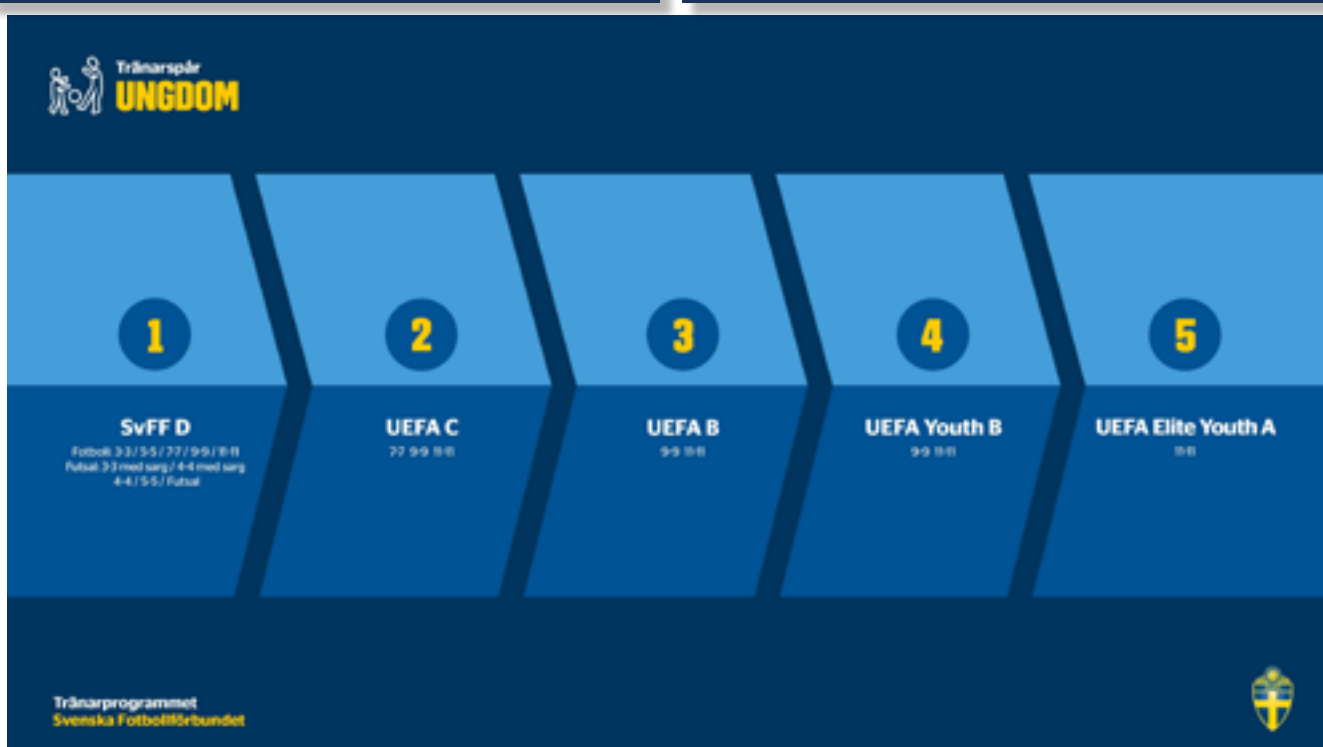 Tränarspår
UNGDOM
1
SvFF D
Fotboll: 3-3 / 5-5 / 7-7 / 9-9 / 11-11
Futsal: 3-3 med sarg / 4-4 med sarg
4-4 / 5-5 / Futsal
2
UEFA C
7-7 9-9 11-11
3
UEFA B
9-9 11-11
4
UEFA Youth B
9-9 11-11
5
UEFA Elite Youth A
11-11
Tränarprogrammet
Svenska Fotbollförbundet